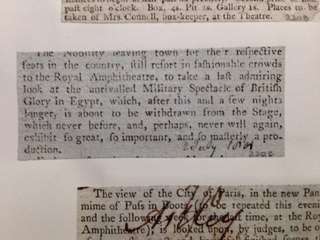 past eight o'clock. Box, 4s. Pit 2s. Gallery 1s. Places to be
taken of Mrs. Connell, box-keeper, at the Theatre.
The Nobility leaving town for their respective
seats in the country, still resort in fashionable crowds
to the Royal Amphitheatre, to take a last admiring
look at the unrivalled Military Spectacle of British
Glory in Egypt, which, after this and a few nights
longer, is about to be withdrawn from the Stage,
which never before, and, perhaps, never will again,
exhibit so great, so important, and so masterly a pro-
duction.
July 1801
The view of the City of Paris, in the new Pan
mime of Puss in Boots (to be repeated this eveni
and the following week for the last time, at the Roy
Amphitheatre), is looked upon, by judges, to be o